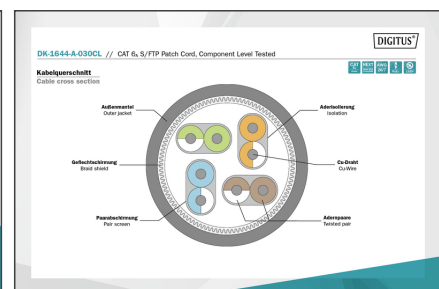 DIGITUS®
DK-1644-A-030CL // CAT 6A S/FTP Patch Cord, Component Level Tested
Kabelquerschnitt
Cable cross section
Außenmantel
Outer jacket
Aderisolierung
Isolation
Geflechtschirmung
Braid shield
Cu-Draht
Cu-Wire
Paarabschirmung
Pair screen
Aderpaare
Twisted pair